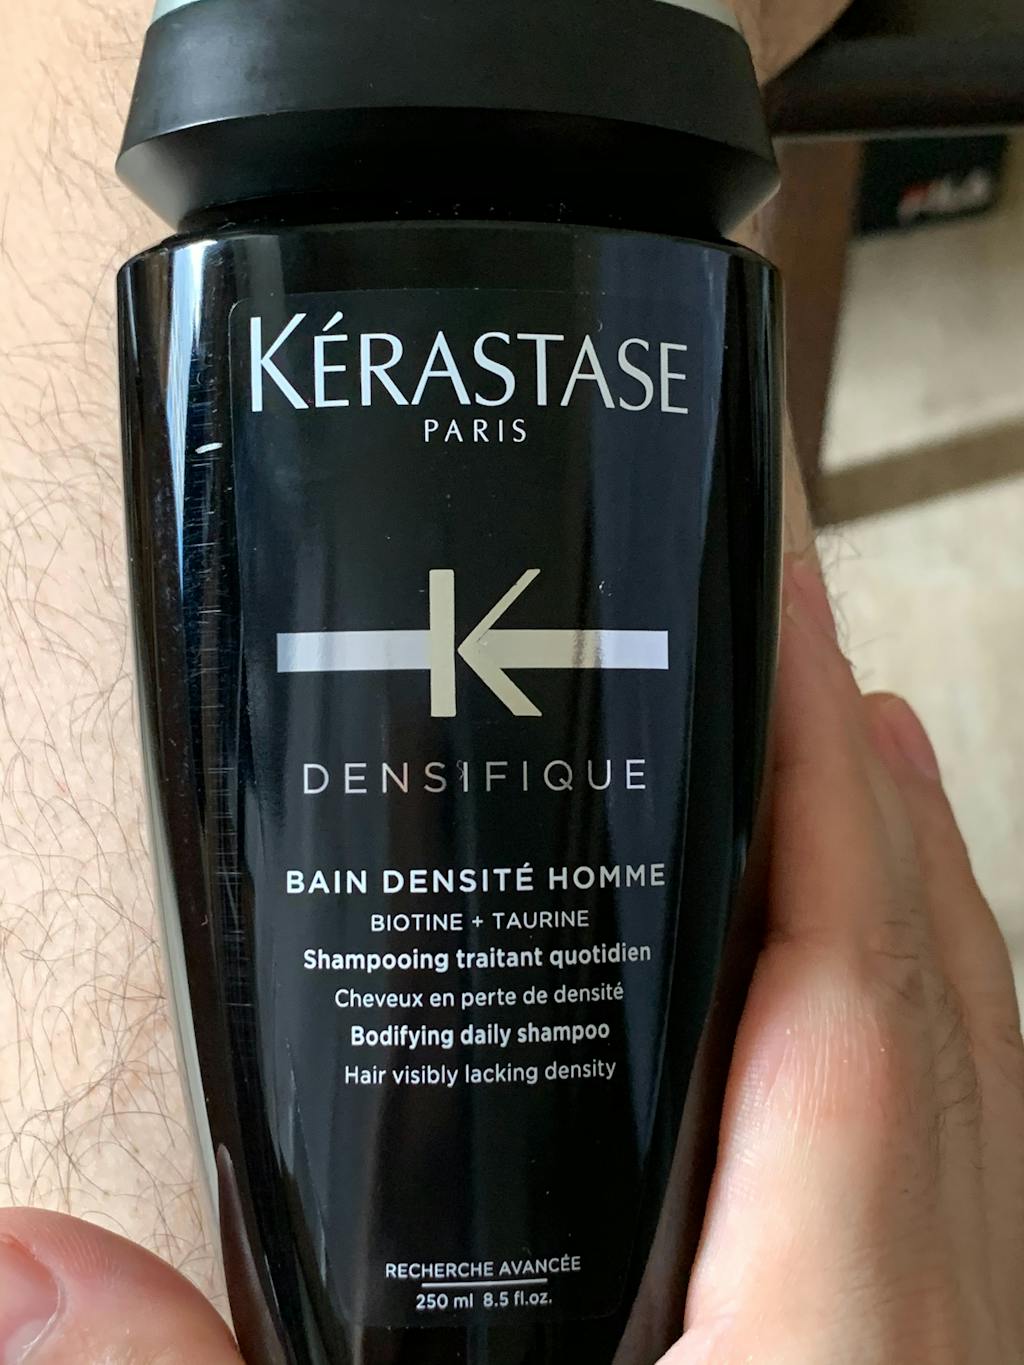 KÉRASTASE
PARIS
K
DENSIFIQUE
BAIN DENSITÉ HOMME
BIOTINE + TAURINE
Shampooing traitant quotidien
Cheveux en perte de densité
Bodifying daily shampoo
Hair visibly lacking density
RECHERCHE AVANCÉE
250 ml 8.5 fl.oz.
FILA